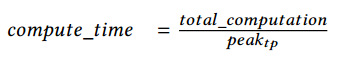 compute_time = total_computation / peak_tp